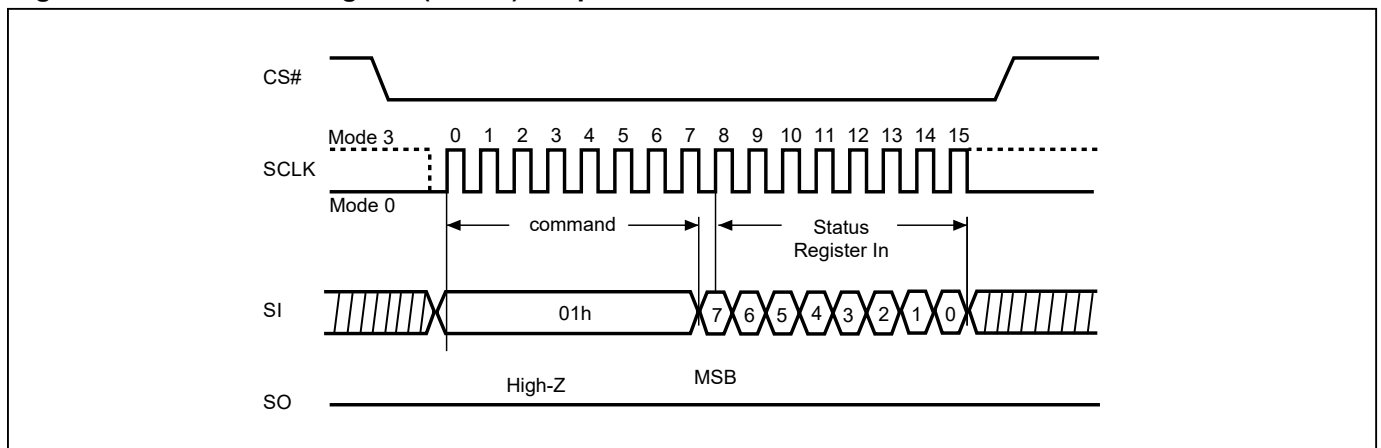 CS#
Mode 3
0 1 2 3 4 5 6 7 8 9 10 11 12 13 14 15
SCLK
Mode 0
command
Status
Register In
SI
01h
7 6 5 4 3 2 1 0
High-Z
MSB
SO